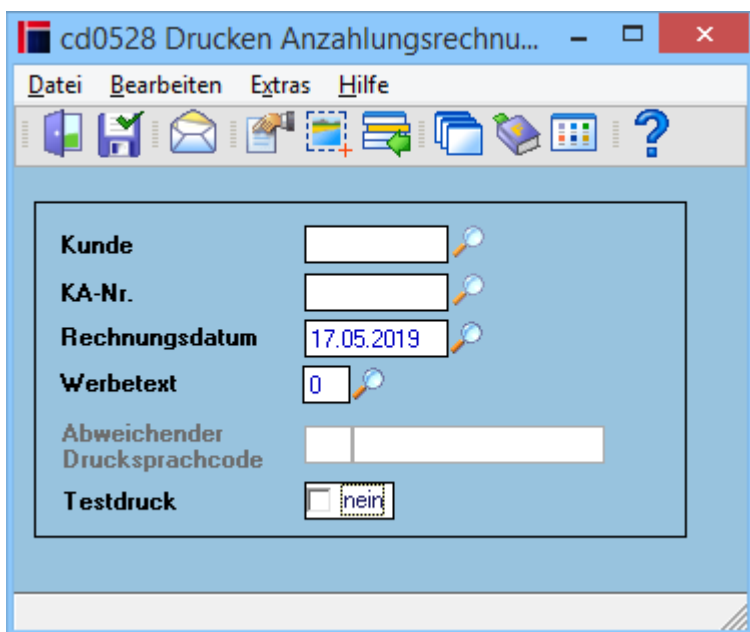 cd0528 Drucken Anzahlungsrechnu...
Datei Bearbeiten Extras Hilfe
Kunde
KA-Nr.
Rechnungsdatum 17.05.2019
Werbetext 0
Abweichender
Drucksprachcode
Testdruck nein